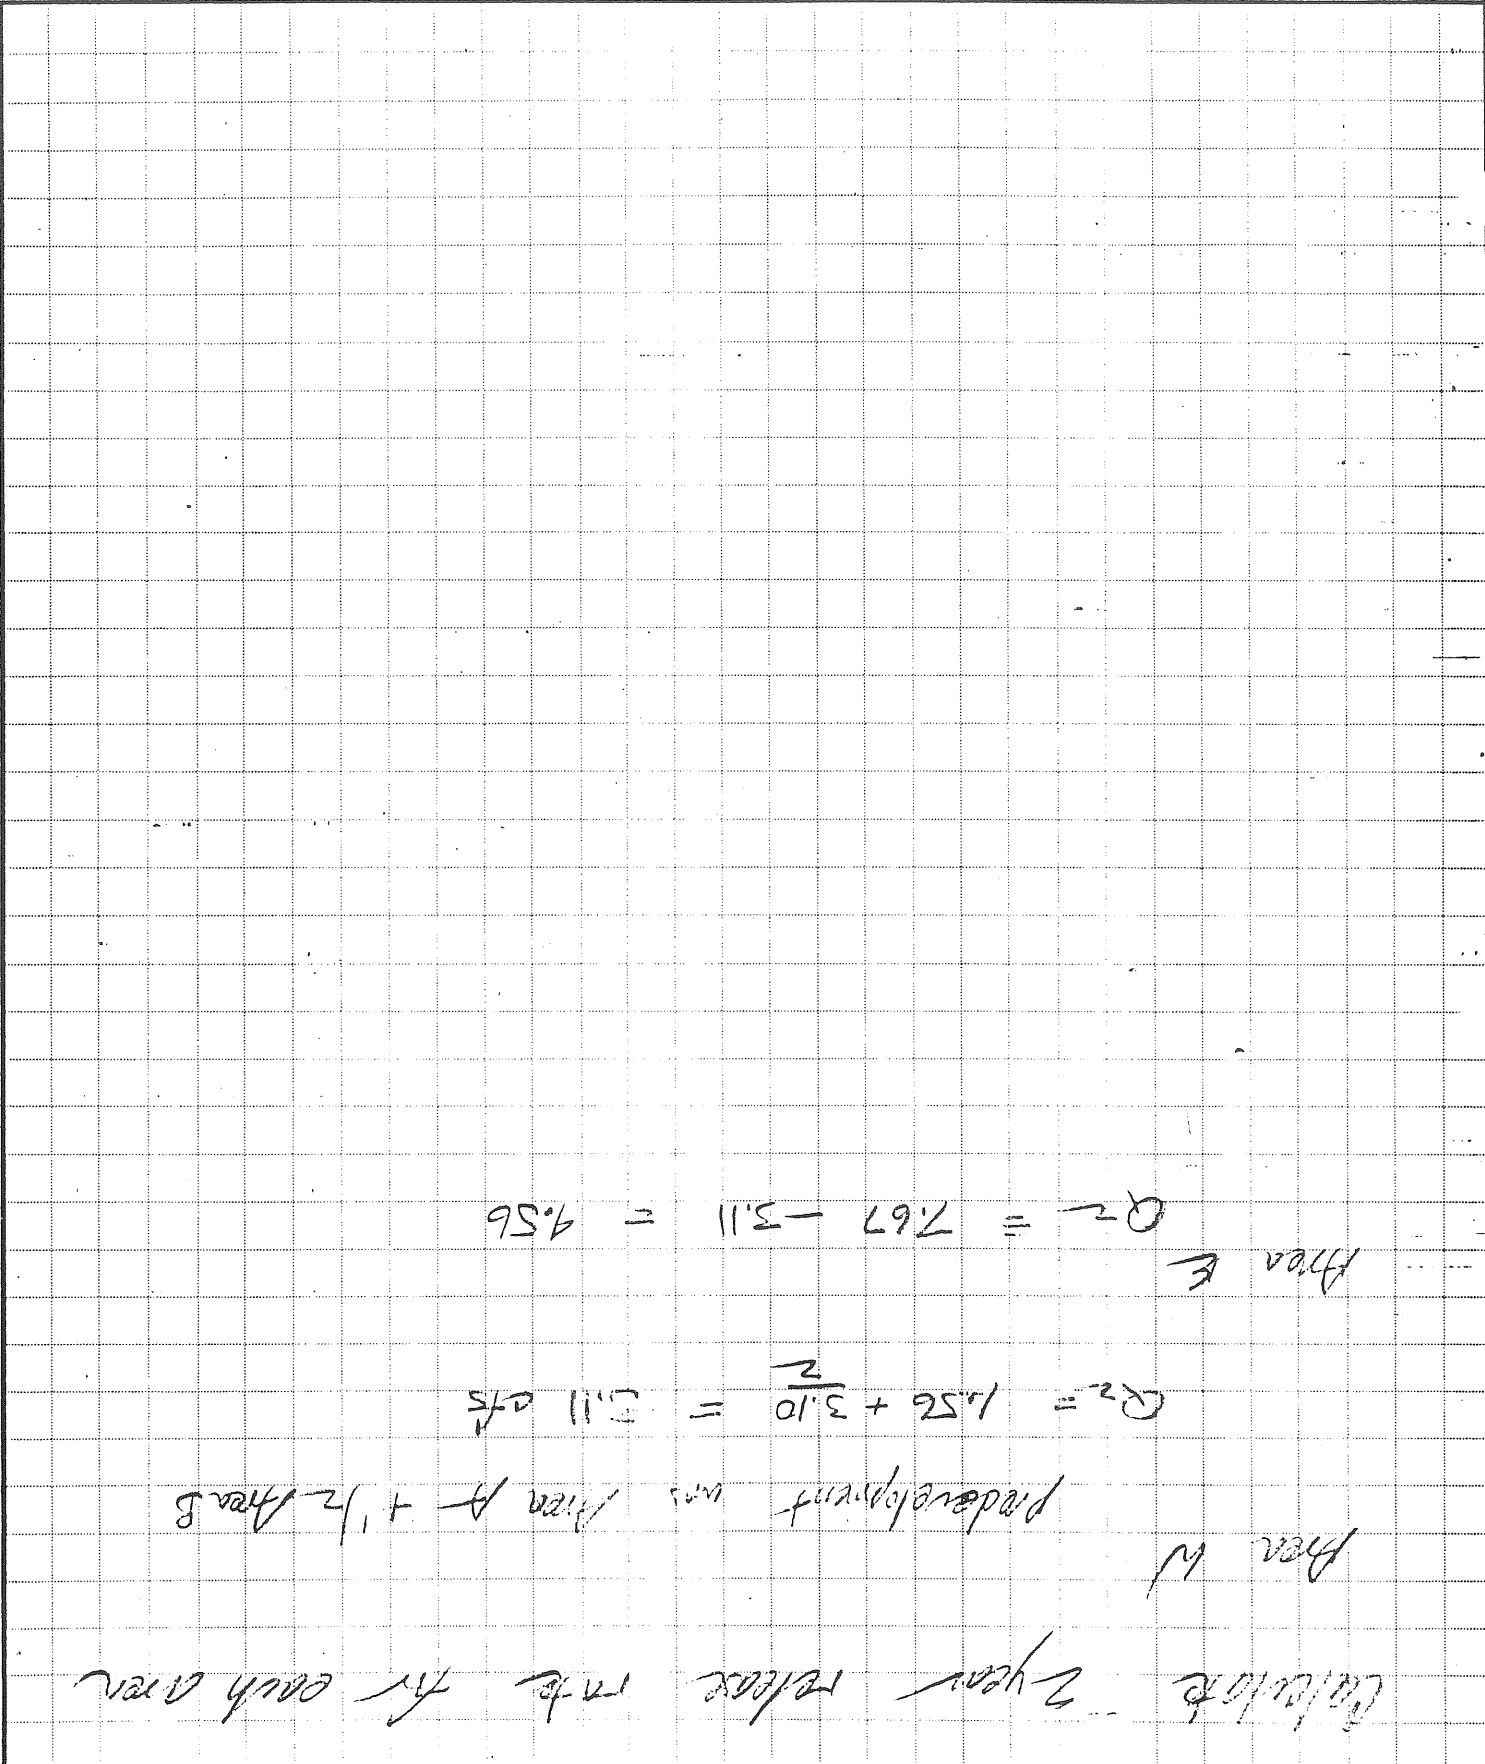 Calculate 2 year release rate for each area
Area W
predevelopment was Area A + 1/2 Area B
Q2 = 1.56 + 3.10/2 = 3.11 cfs
Area E
Q2 = 7.67 - 3.11 = 4.56